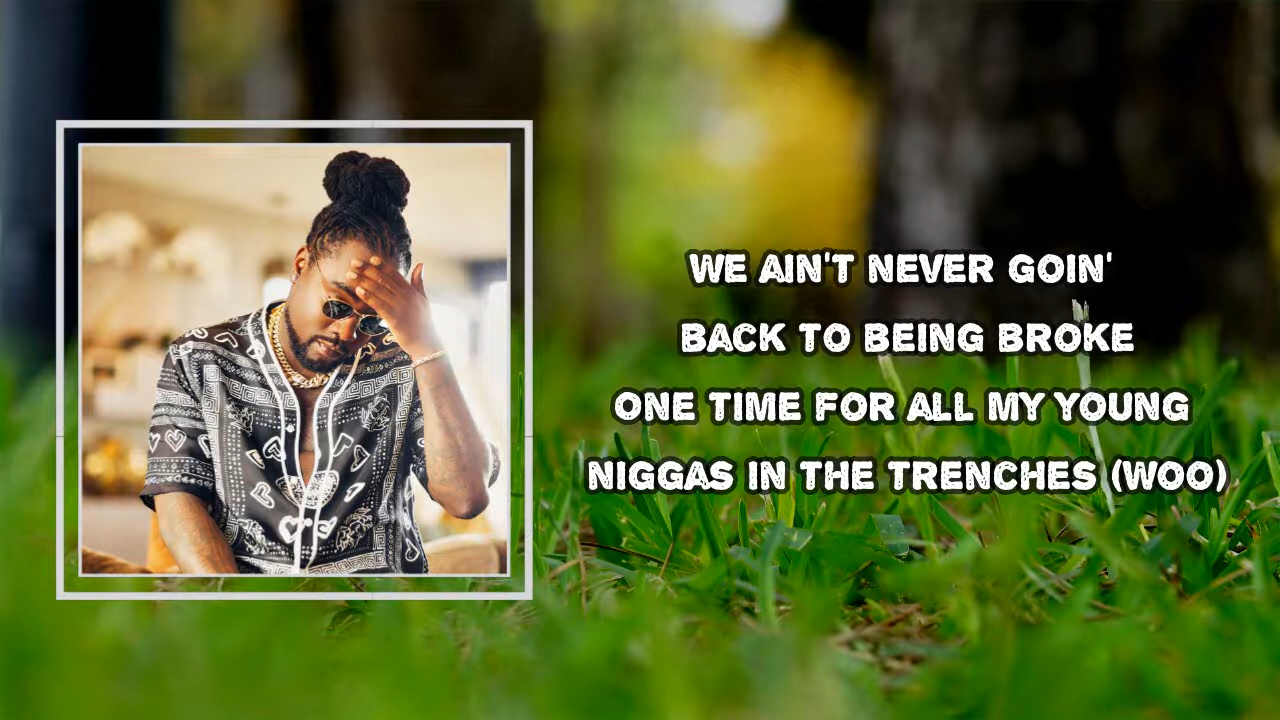 WE AIN'T NEVER GOIN'
BACK TO BEING BROKE
ONE TIME FOR ALL MY YOUNG
NIGGAS IN THE TRENCHES (WOO)